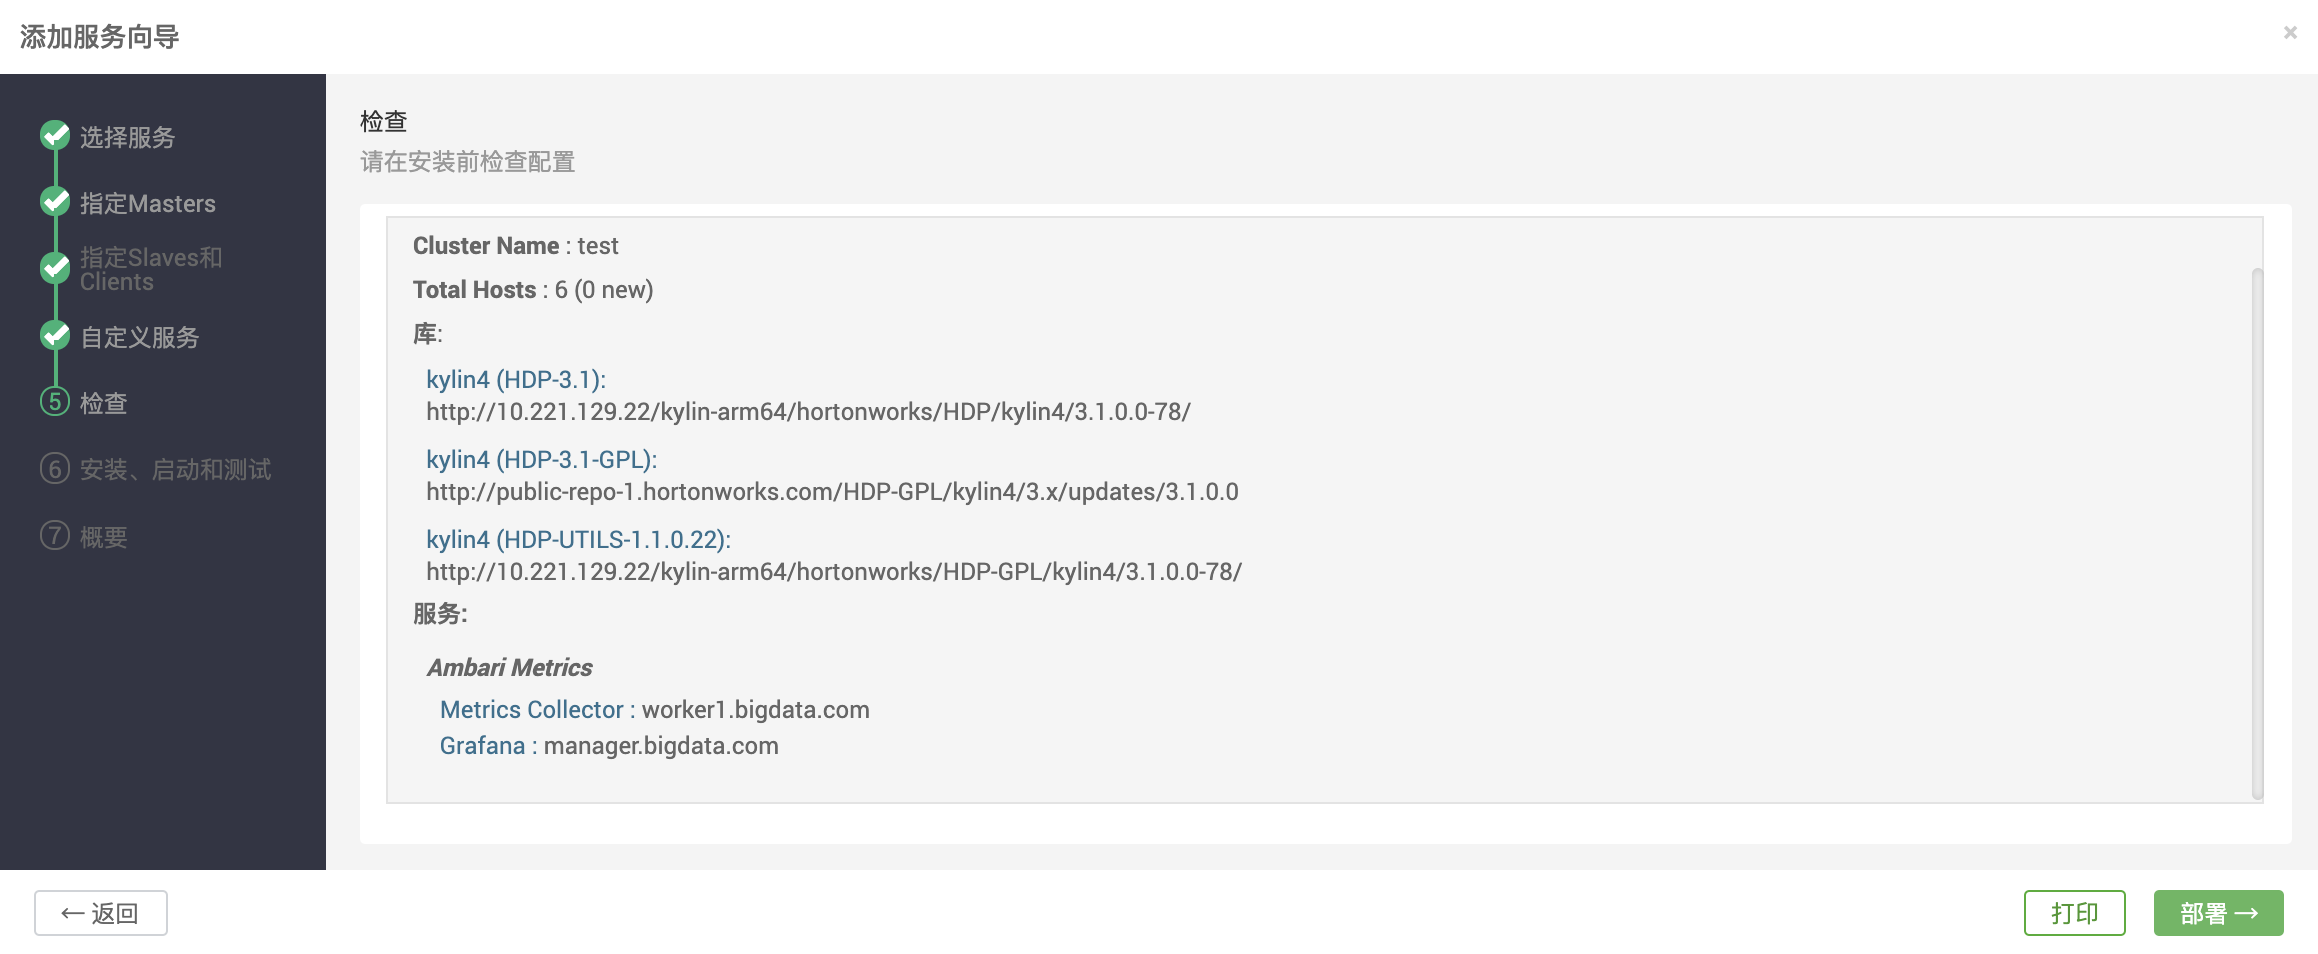 添加服务向导
×
选择服务
指定Masters
指定Slaves和
Clients
自定义服务
5 检查
6 安装、启动和测试
7 概要
检查
请在安装前检查配置
Cluster Name : test
Total Hosts : 6 (0 new)
库:
kylin4 (HDP-3.1):
http://10.221.129.22/kylin-arm64/hortonworks/HDP/kylin4/3.1.0.0-78/
kylin4 (HDP-3.1-GPL):
http://public-repo-1.hortonworks.com/HDP-GPL/kylin4/3.x/updates/3.1.0.0
kylin4 (HDP-UTILS-1.1.0.22):
http://10.221.129.22/kylin-arm64/hortonworks/HDP-GPL/kylin4/3.1.0.0-78/
服务:
Ambari Metrics
Metrics Collector : worker1.bigdata.com
Grafana : manager.bigdata.com
← 返回
打印
部署 →